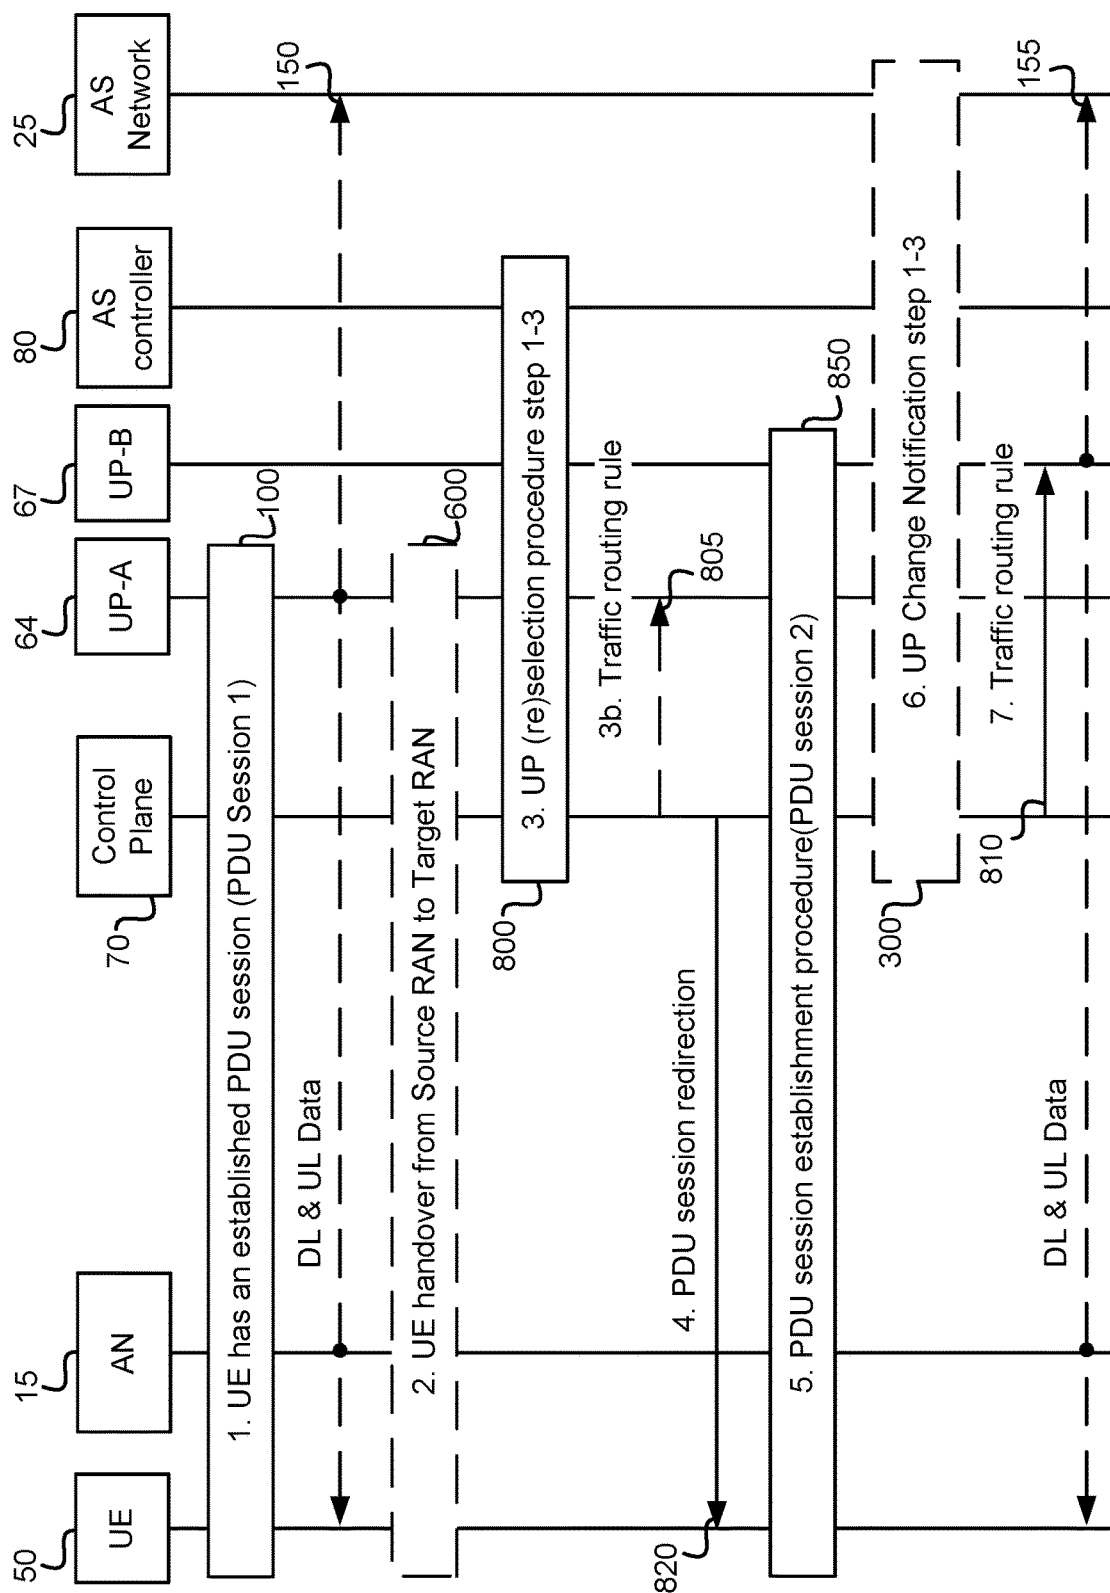 50
UE
15
AN
70
Control
Plane
64
UP-A
67
UP-B
80
AS
controller
25
AS
Network
1. UE has an established PDU session (PDU Session 1)
100
DL & UL Data
150
2. UE handover from Source RAN to Target RAN
600
3. UP (re)selection procedure step 1-3
800
3b. Traffic routing rule
805
4. PDU session redirection
820
5. PDU session establishment procedure(PDU session 2)
850
6. UP Change Notification step 1-3
300
7. Traffic routing rule
810
DL & UL Data
155